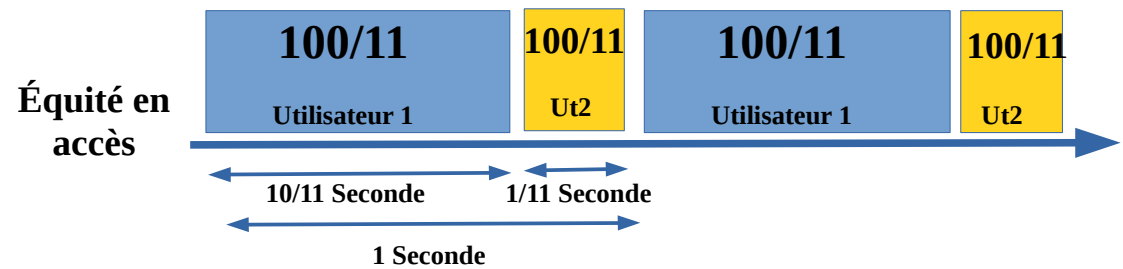 100/11 100/11 100/11 100/11
Équité en
accès
Utilisateur 1 Ut2 Utilisateur 1 Ut2
10/11 Seconde 1/11 Seconde
1 Seconde